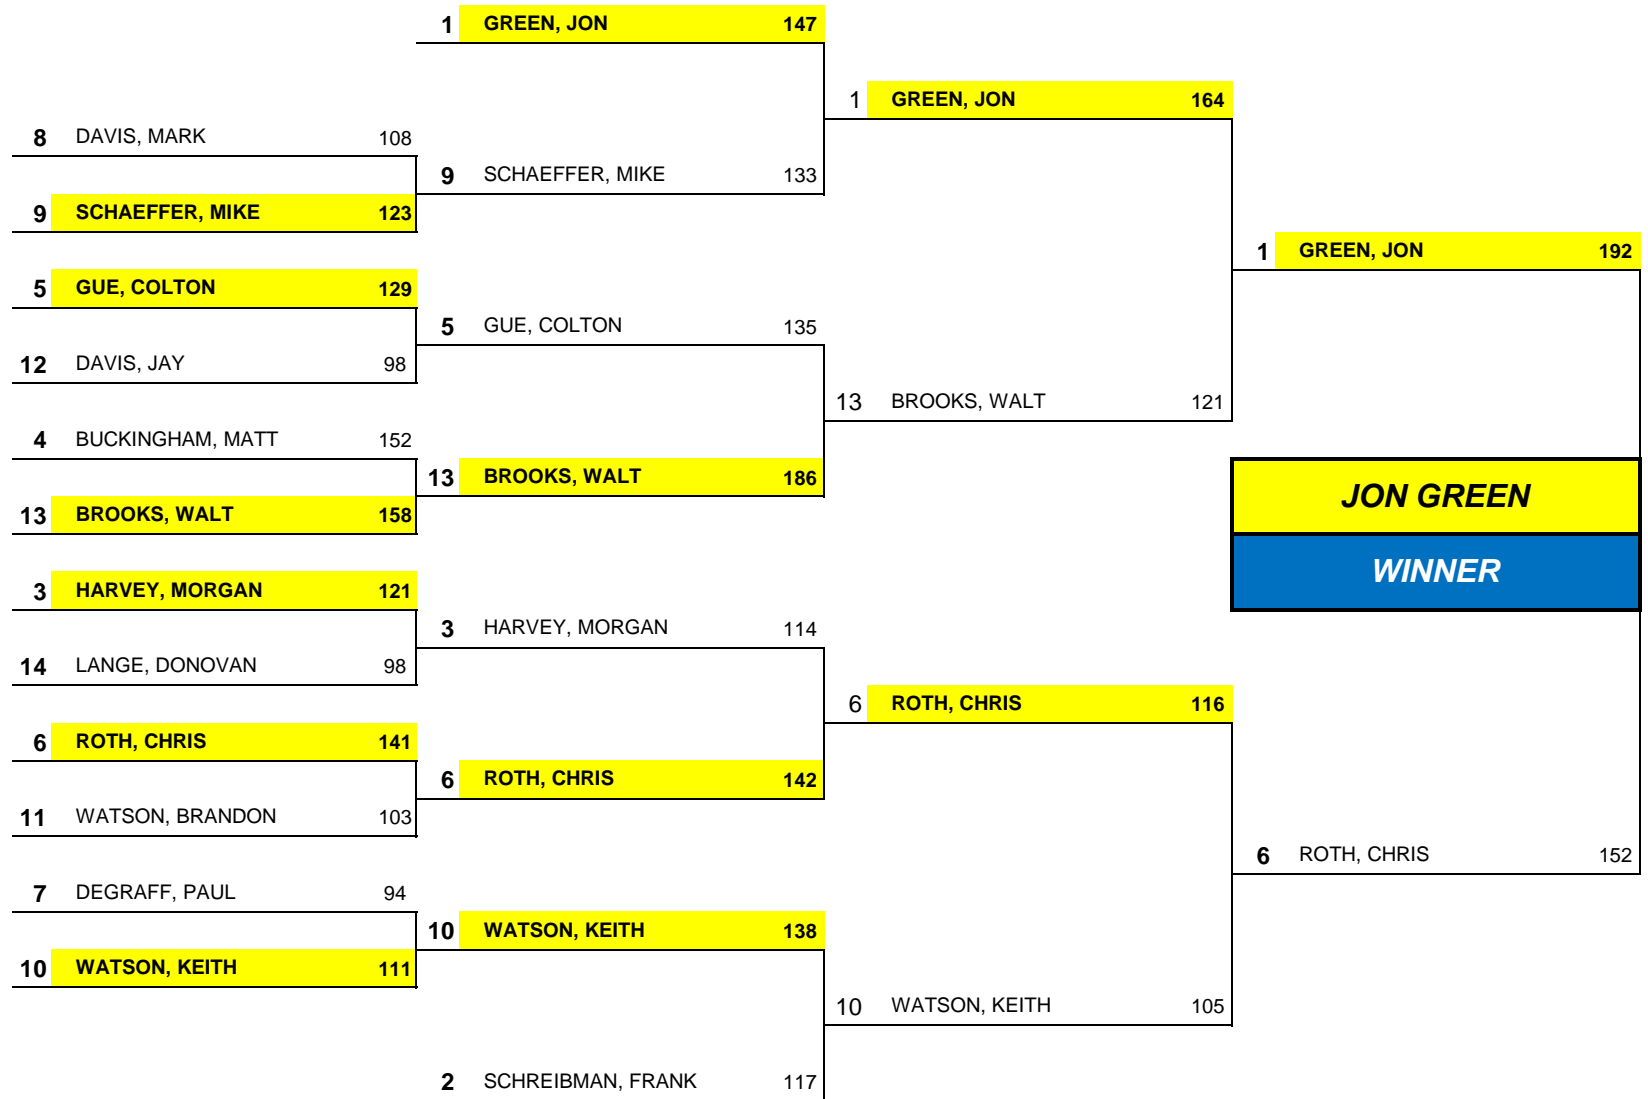 1 GREEN, JON 147
1 GREEN, JON 164
8 DAVIS, MARK 108
9 SCHAEFFER, MIKE 133
9 SCHAEFFER, MIKE 123
1 GREEN, JON 192
5 GUE, COLTON 129
5 GUE, COLTON 135
12 DAVIS, JAY 98
13 BROOKS, WALT 121
4 BUCKINGHAM, MATT 152
13 BROOKS, WALT 186
JON GREEN
13 BROOKS, WALT 158
WINNER
3 HARVEY, MORGAN 121
3 HARVEY, MORGAN 114
14 LANGE, DONOVAN 98
6 ROTH, CHRIS 116
6 ROTH, CHRIS 141
6 ROTH, CHRIS 142
11 WATSON, BRANDON 103
6 ROTH, CHRIS 152
7 DEGRAFF, PAUL 94
10 WATSON, KEITH 138
10 WATSON, KEITH 111
10 WATSON, KEITH 105
2 SCHREIBMAN, FRANK 117